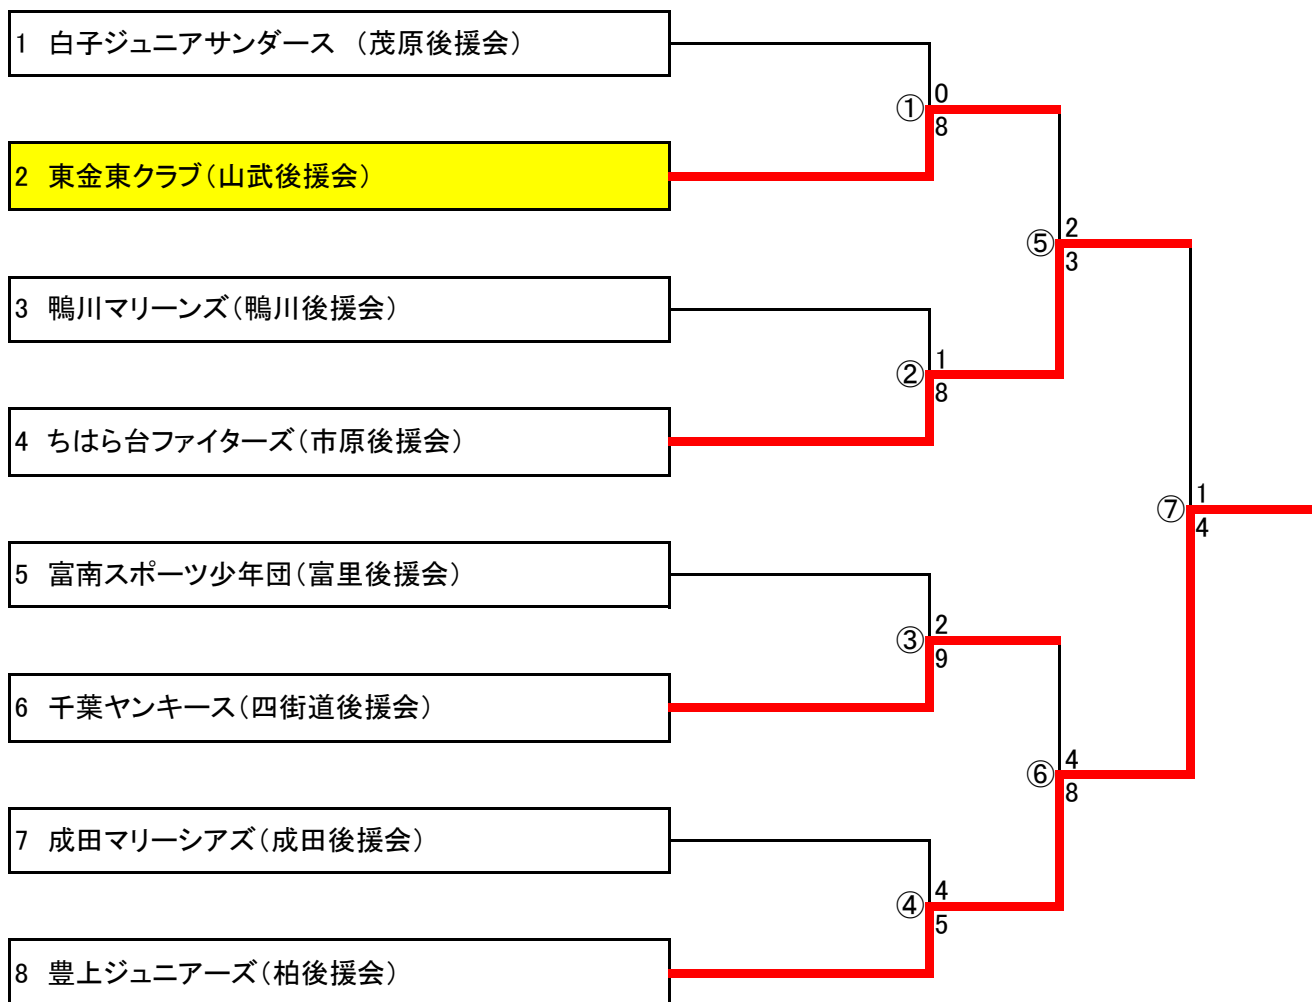 1 白子ジュニアサンダース （茂原後援会）
0
①
8
2 東金東クラブ（山武後援会）
2
⑤
3
3 鴨川マリーンズ（鴨川後援会）
1
②
8
4 ちはら台ファイターズ（市原後援会）
1
⑦
4
5 富南スポーツ少年団（富里後援会）
2
③
9
6 千葉ヤンキース（四街道後援会）
4
⑥
8
7 成田マリーシアズ（成田後援会）
4
④
5
8 豊上ジュニアーズ（柏後援会）